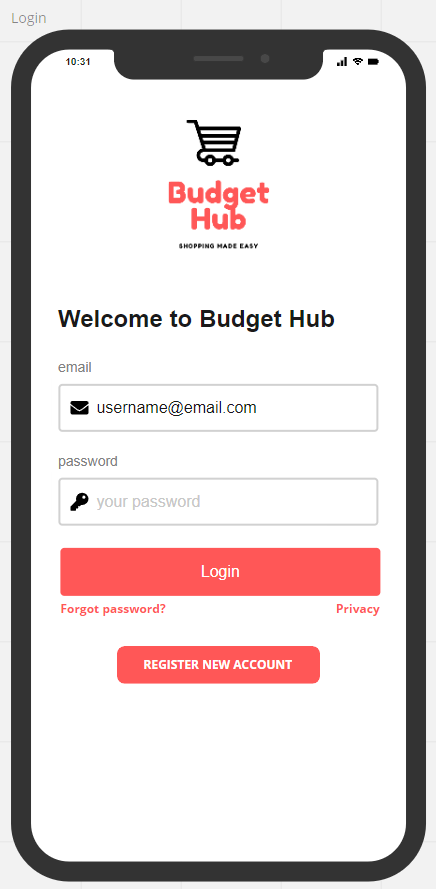 Login
10:31
Budget
Hub
SHOPPING MADE EASY
Welcome to Budget Hub
email
username@email.com
password
your password
Login
Forgot password? Privacy
REGISTER NEW ACCOUNT